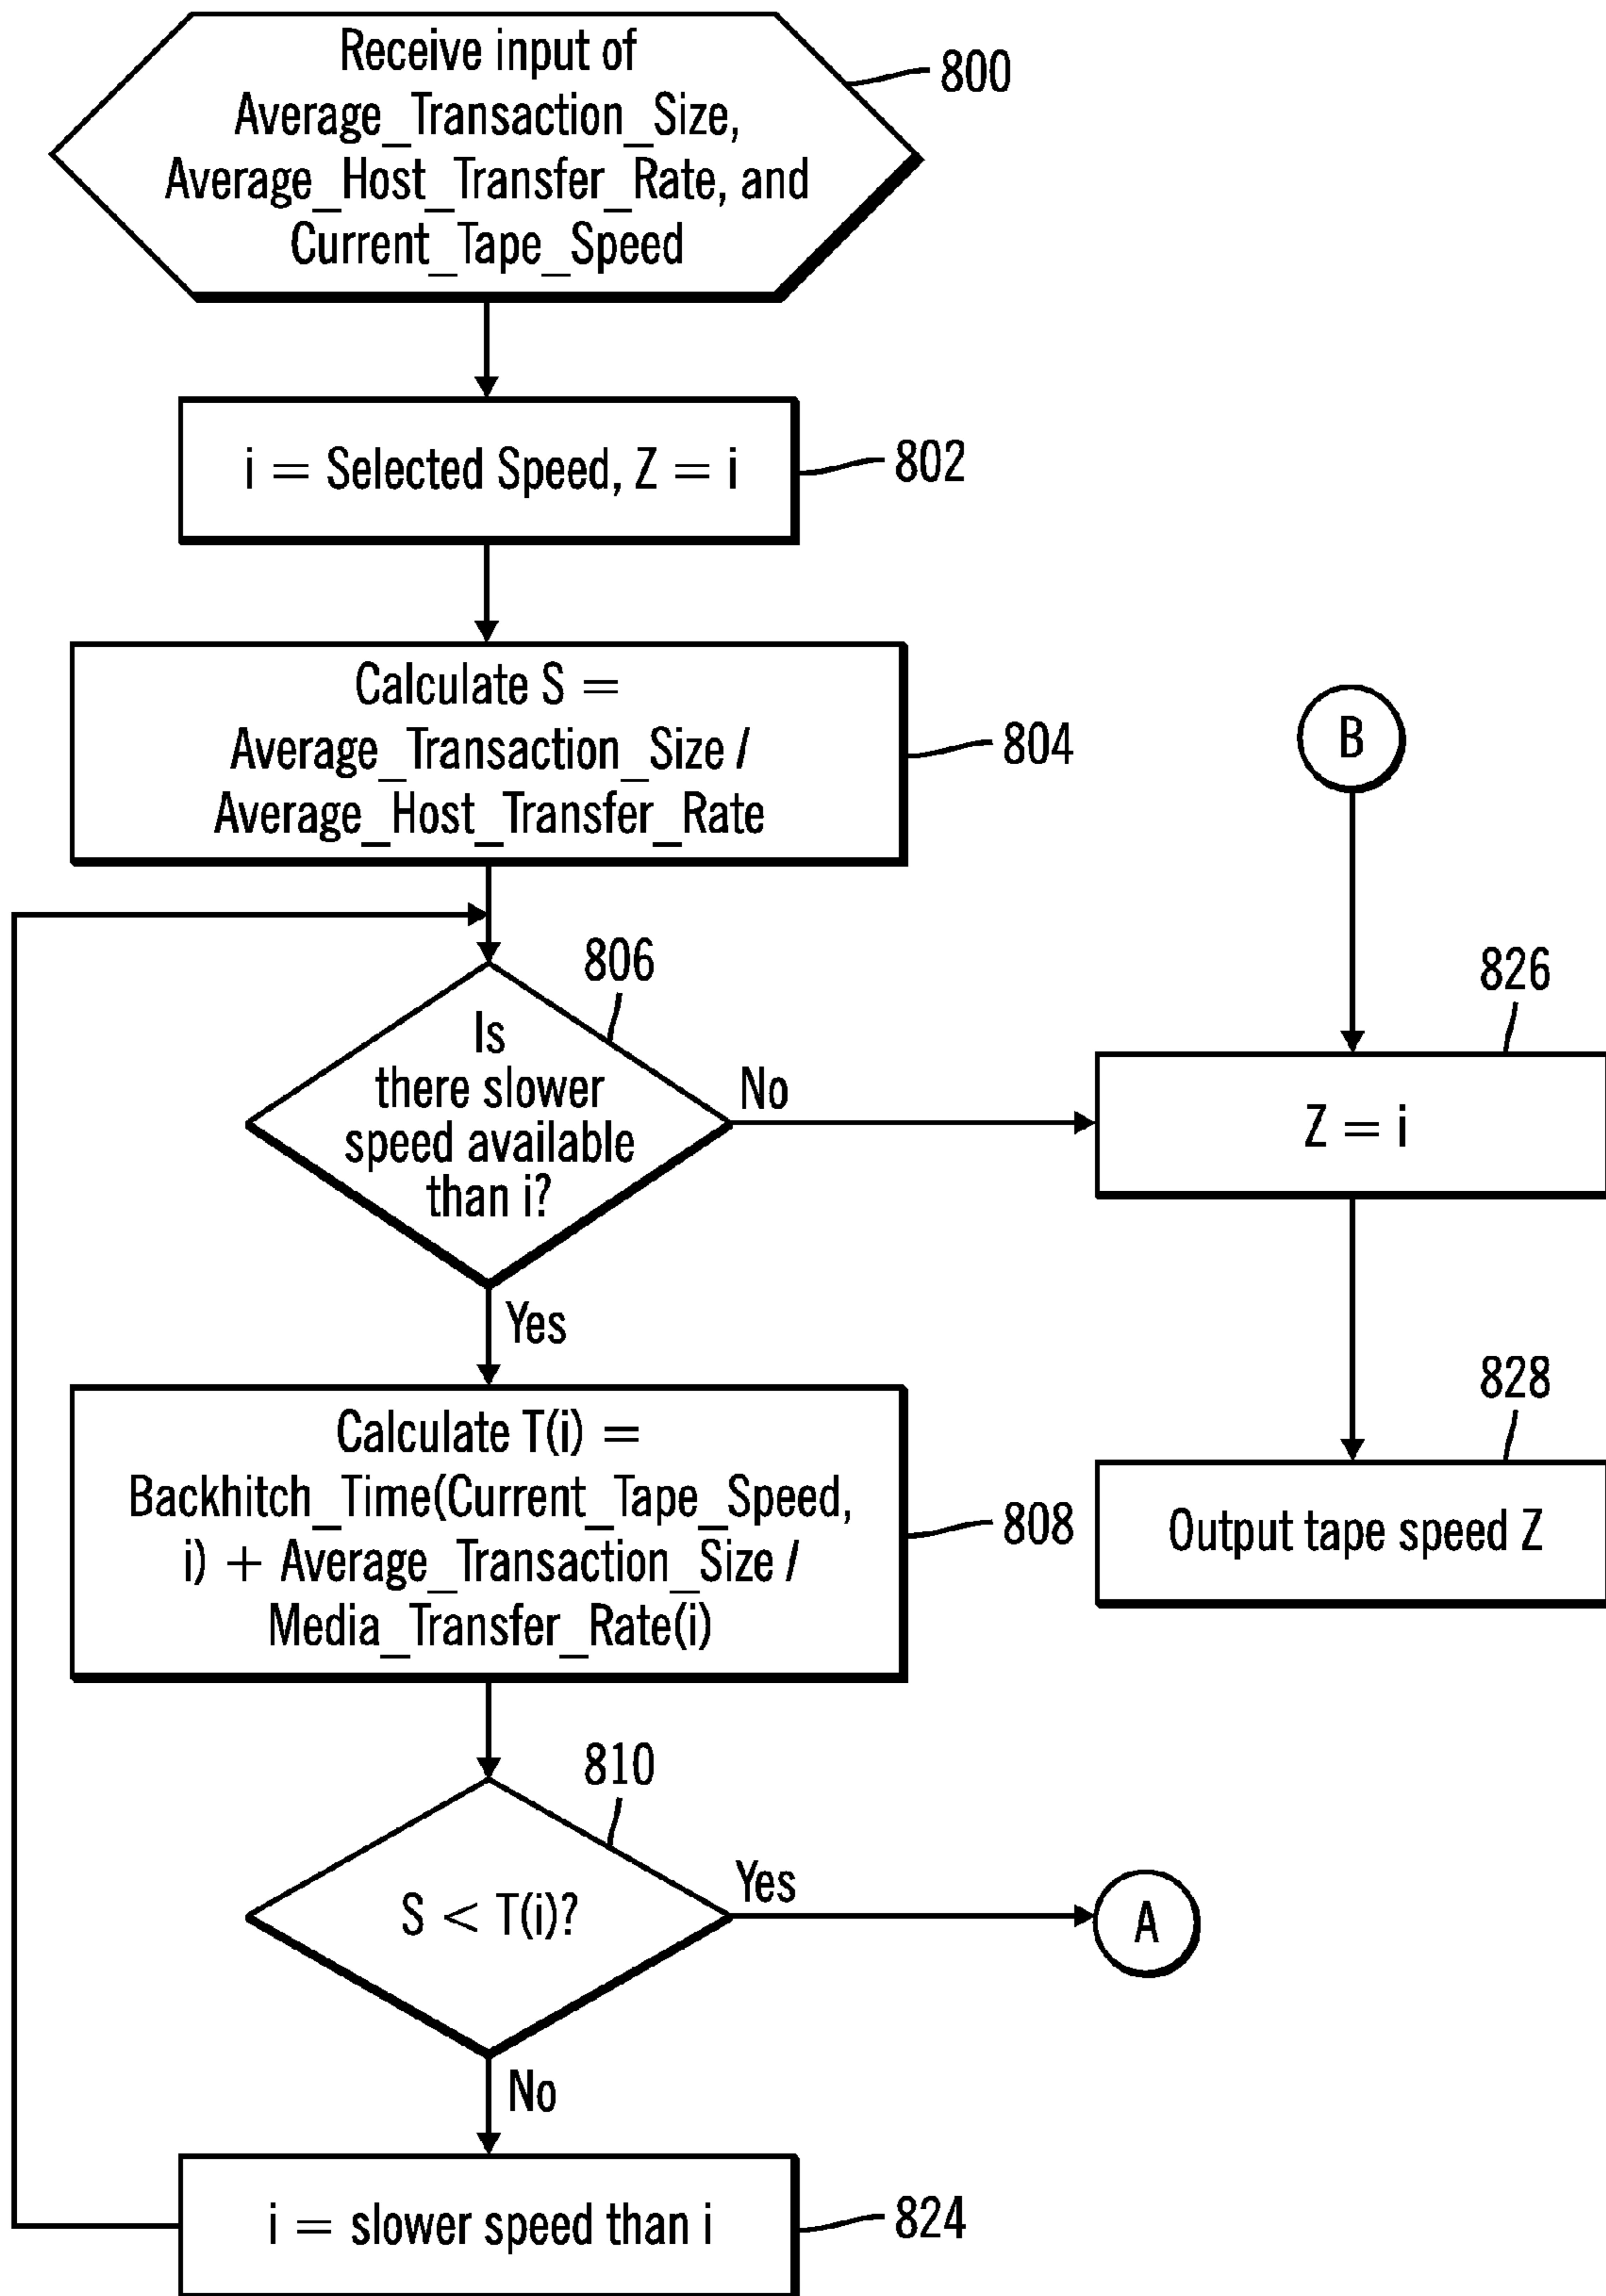 Receive input of
Average_Transaction_Size,
Average_Host_Transfer_Rate, and
Current_Tape_Speed
800
i = Selected Speed, Z = i
802
Calculate S =
Average_Transaction_Size /
Average_Host_Transfer_Rate
804
B
806
Is
there slower
speed available
than i?
No
Yes
826
Z = i
Calculate T(i) =
Backhitch_Time(Current_Tape_Speed,
i) + Average_Transaction_Size /
Media_Transfer_Rate(i)
808
828
Output tape speed Z
810
S < T(i)?
Yes
A
No
i = slower speed than i
824